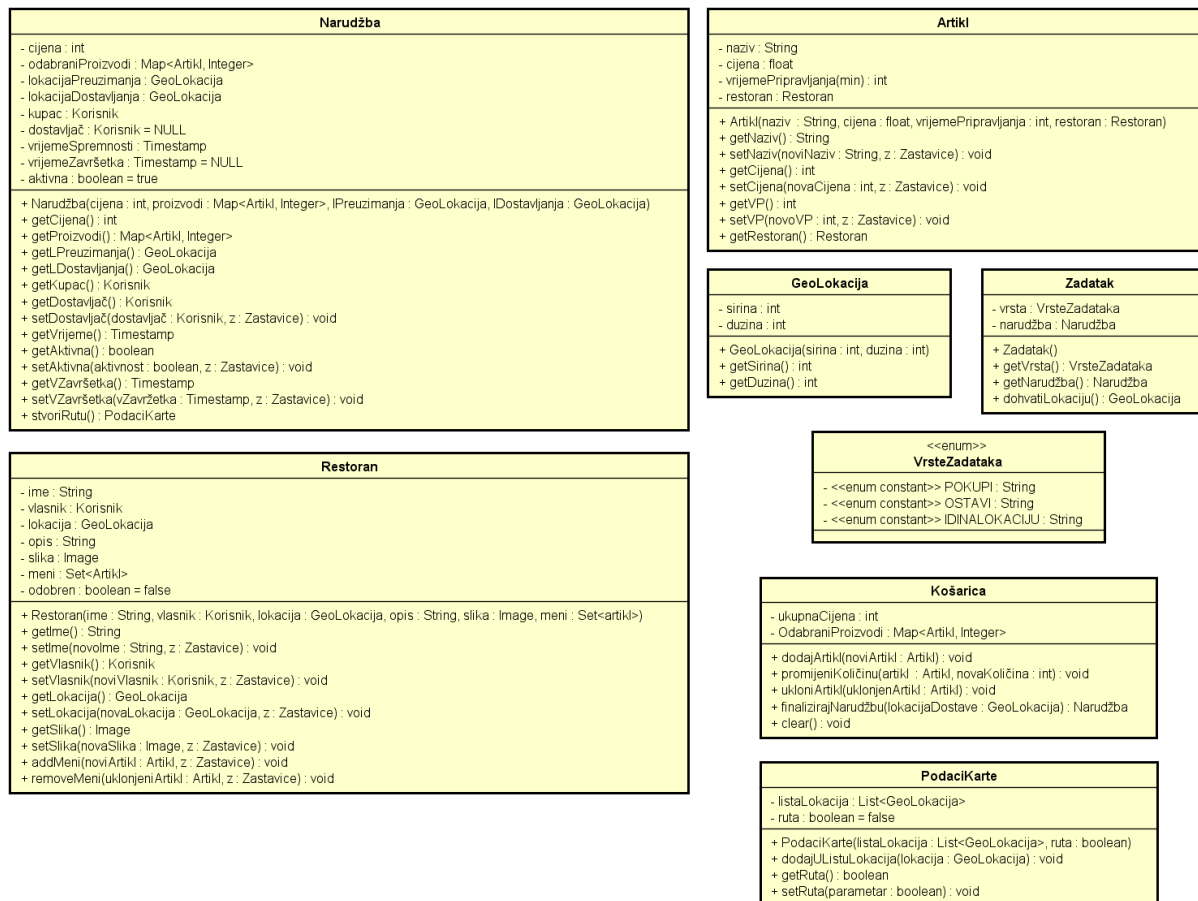 Narudžba
- cijena : int
- odabraniProizvodi : Map<Artikl, Integer>
- lokacijaPreuzimanja : GeoLokacija
- lokacijaDostavljanja : GeoLokacija
- kupac : Korisnik
- dostavljač : Korisnik = NULL
- vrijemeSpremnosti : Timestamp
- vrijemeZavršetka : Timestamp = NULL
- aktivna : boolean = true
+ Narudžba(cijena : int, proizvodi : Map<Artikl, Integer>, lPreuzimanja : GeoLokacija, lDostavljanja : GeoLokacija)
+ getCijena() : int
+ getProizvodi() : Map<Artikl, Integer>
+ getLPreuzimanja() : GeoLokacija
+ getLDostavljanja() : GeoLokacija
+ getKupac() : Korisnik
+ getDostavljač() : Korisnik
+ setDostavljač(dostavljač : Korisnik, z : Zastavice) : void
+ getVrijeme() : Timestamp
+ getAktivna() : boolean
+ setAktivna(aktivnost : boolean, z : Zastavice) : void
+ getVZavršetka() : Timestamp
+ setVZavršetka(vZavržetka : Timestamp, z : Zastavice) : void
+ stvoriRutu() : PodaciKarte
Artikl
- naziv : String
- cijena : float
- vrijemePripravljanja(min) : int
- restoran : Restoran
+ Artikl(naziv : String, cijena : float, vrijemePripravljanja : int, restoran : Restoran)
+ getNaziv() : String
+ setNaziv(noviNaziv : String, z : Zastavice) : void
+ getCijena() : int
+ setCijena(novaCijena : int, z : Zastavice) : void
+ getVP() : int
+ setVP(novoVP : int, z : Zastavice) : void
+ getRestoran() : Restoran
GeoLokacija
- sirina : int
- duzina : int
+ GeoLokacija(sirina : int, duzina : int)
+ getSirina() : int
+ getDuzina() : int
Zadatak
- vrsta : VrsteZadataka
- narudžba : Narudžba
+ Zadatak()
+ getVrsta() : VrsteZadataka
+ getNarudžba() : Narudžba
+ dohvatiLokaciju() : GeoLokacija
<<enum>>
VrsteZadataka
- <<enum constant>> POKUPI : String
- <<enum constant>> OSTAVI : String
- <<enum constant>> IDINALOKACIJU : String
Restoran
- ime : String
- vlasnik : Korisnik
- lokacija : GeoLokacija
- opis : String
- slika : Image
- meni : Set<Artikl>
- odobren : boolean = false
+ Restoran(ime : String, vlasnik : Korisnik, lokacija : GeoLokacija, opis : String, slika : Image, meni : Set<artikl>)
+ getIme() : String
+ setIme(novoIme : String, z : Zastavice) : void
+ getVlasnik() : Korisnik
+ setVlasnik(noviVlasnik : Korisnik, z : Zastavice) : void
+ getLokacija() : GeoLokacija
+ setLokacija(novaLokacija : GeoLokacija, z : Zastavice) : void
+ getSlika() : Image
+ setSlika(novaSlika : Image, z : Zastavice) : void
+ addMeni(noviArtikl : Artikl, z : Zastavice) : void
+ removeMeni(uklonjeniArtikl : Artikl, z : Zastavice) : void
Košarica
- ukupnaCijena : int
- OdabraniProizvodi : Map<Artikl, Integer>
+ dodajArtikl(noviArtikl : Artikl) : void
+ promijeniKoličinu(artikl : Artikl, novaKoličina : int) : void
+ ukloniArtikl(uklonjenArtikl : Artikl) : void
+ finalizirajNarudžbu(lokacijaDostave : GeoLokacija) : Narudžba
+ clear() : void
PodaciKarte
- listaLokacija : List<GeoLokacija>
- ruta : boolean = false
+ PodaciKarte(listaLokacija : List<GeoLokacija>, ruta : boolean)
+ dodajUListuLokacija(lokacija : GeoLokacija) : void
+ getRuta() : boolean
+ setRuta(parametar : boolean) : void